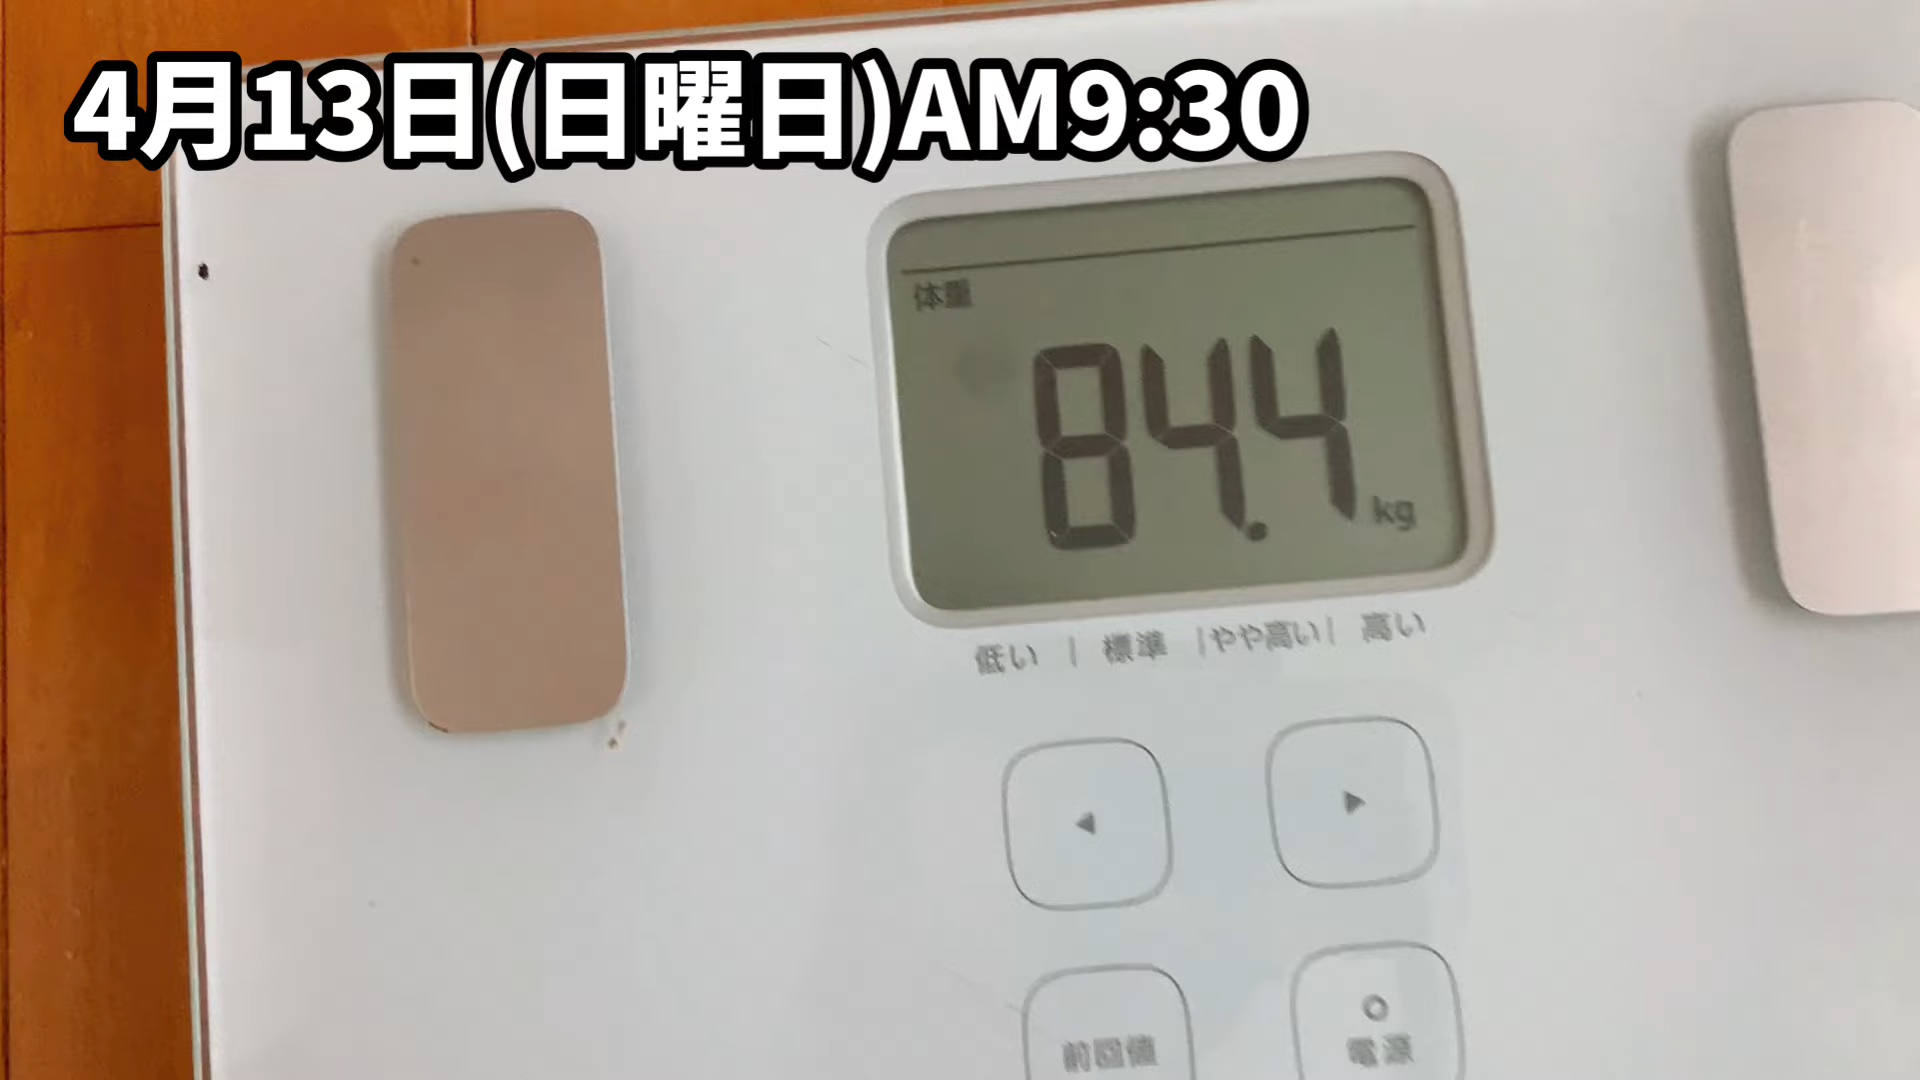 4月13日(日曜日)AM9:30
体重
84.4 kg
低い | 標準 |やや高い| 高い
◀ ▶
前回値 電源